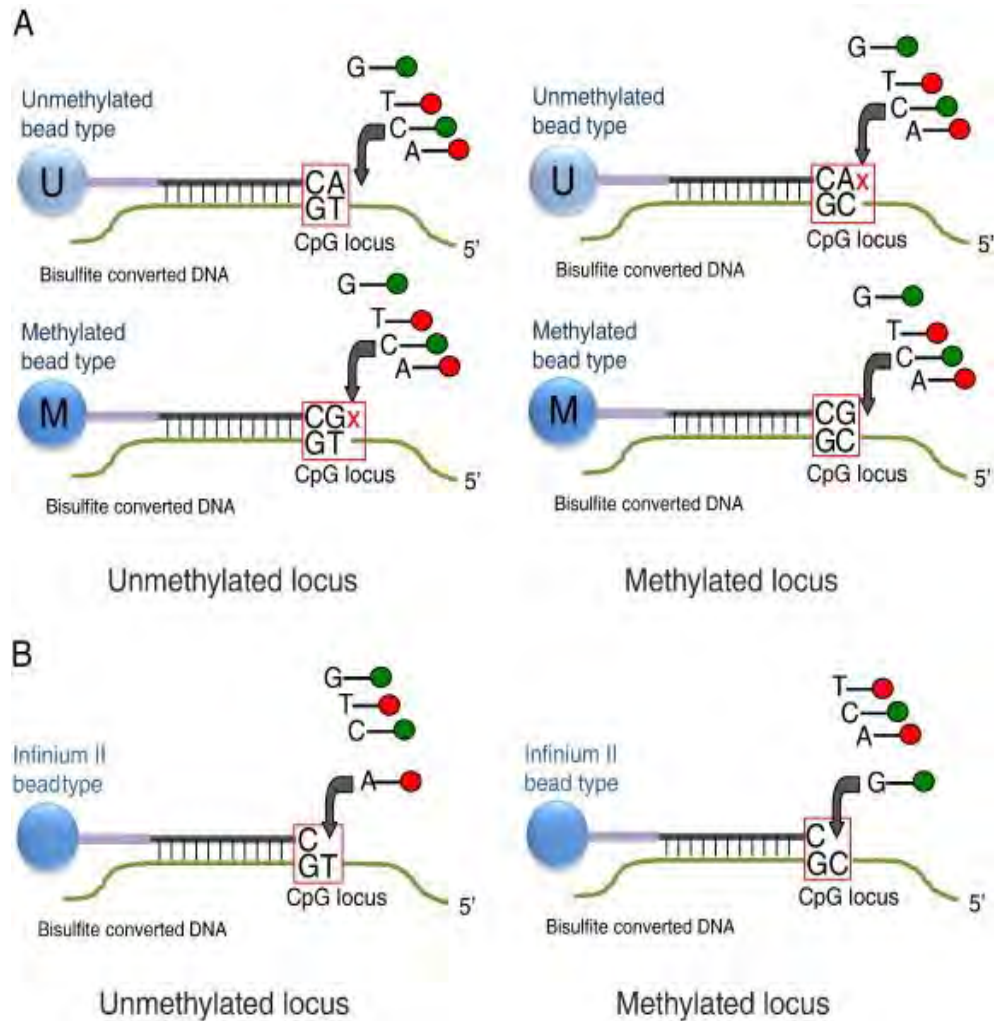 A
G
T
C
A
Unmethylated
bead type
U
CA
GT
CpG locus
5’
Bisulfite converted DNA
G
T
C
A
Unmethylated
bead type
U
CAx
GC
CpG locus
5’
Bisulfite converted DNA
G
T
C
A
Methylated
bead type
M
CGx
GT
CpG locus
5’
Bisulfite converted DNA
G
T
C
A
Methylated
bead type
M
CG
GC
CpG locus
5’
Bisulfite converted DNA
Unmethylated locus
Methylated locus
B
G
T
C
A
Infinium II
beadtype
C
GT
CpG locus
5’
Bisulfite converted DNA
T
C
A
G
Infinium II
bead type
C
GC
CpG locus
5’
Bisulfite converted DNA
Unmethylated locus
Methylated locus